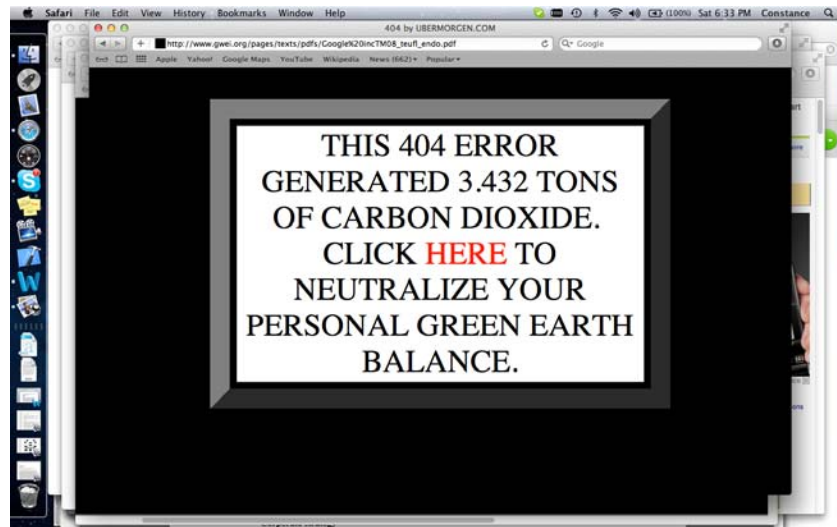 Safari File Edit View History Bookmarks Window Help (100%) Sat 6:33 PM Constance
404 by UBERMORGEN.COM
http://www.gwei.org/pages/texts/pdfs/Google%20incTM08_teufl_endo.pdf Google
Apple Yahoo! Google Maps YouTube Wikipedia News (662) Popular
THIS 404 ERROR
GENERATED 3.432 TONS
OF CARBON DIOXIDE.
CLICK HERE TO
NEUTRALIZE YOUR
PERSONAL GREEN EARTH
BALANCE.